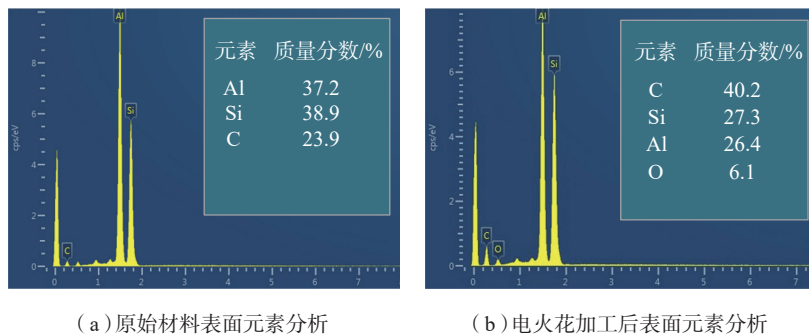 元素 质量分数/%
Al 37.2
Si 38.9
C 23.9
Al
Si
C
cps/eV
8
6
4
2
0
0 1 2 3 4 5 6 7
(a)原始材料表面元素分析
元素 质量分数/%
C 40.2
Si 27.3
Al 26.4
O 6.1
Al
Si
C
O
cps/eV
6
4
2
0
0 1 2 3 4 5 6 7
(b)电火花加工后表面元素分析